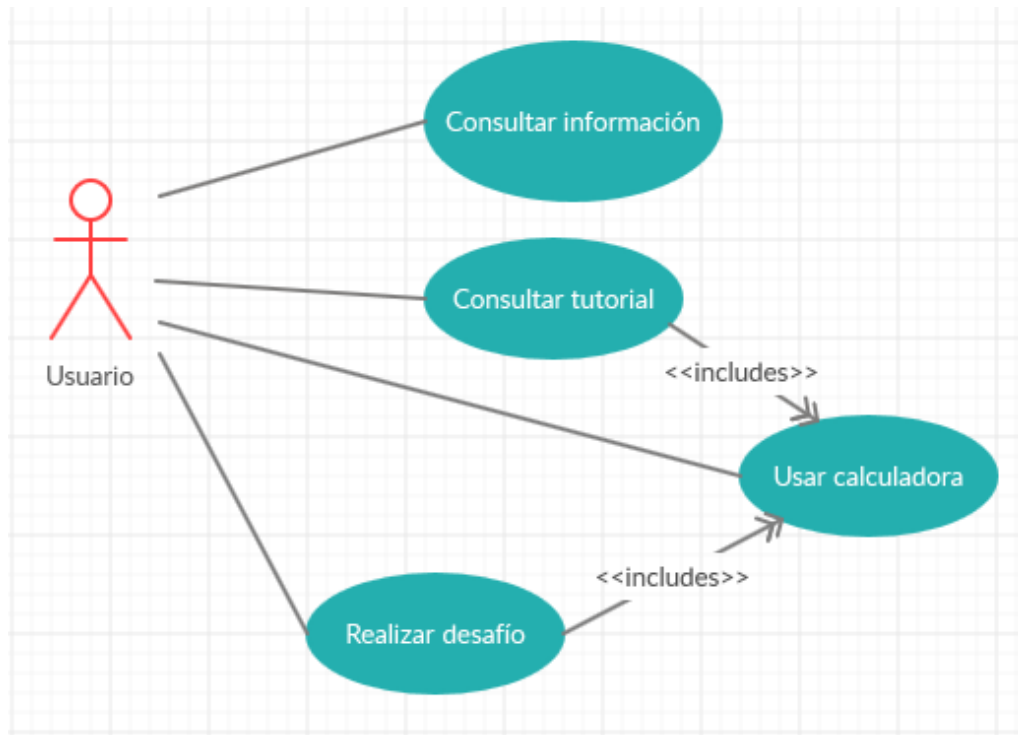 Consultar información
Consultar tutorial
Usuario
<<includes>>
Usar calculadora
<<includes>>
Realizar desafío